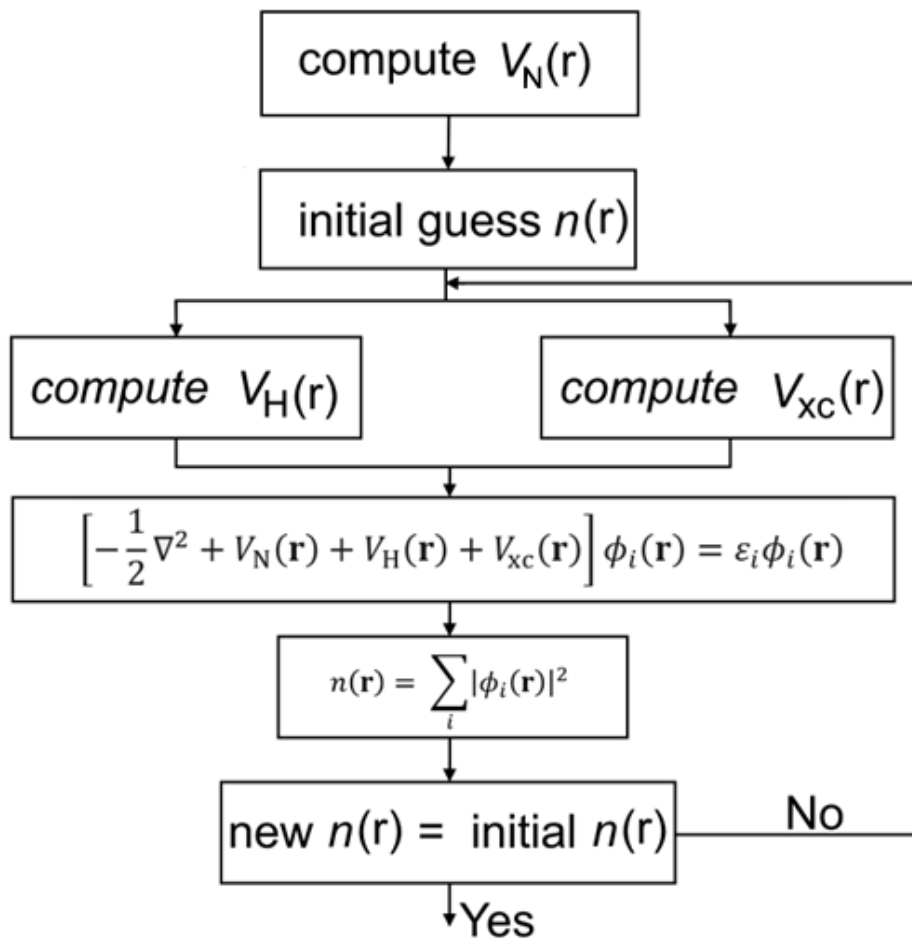 compute V_N(r)
initial guess n(r)
compute V_H(r)
compute V_xc(r)
[-1/2 ∇² + V_N(𝐫) + V_H(𝐫) + V_xc(𝐫)] ϕ_i(𝐫) = ε_i ϕ_i(𝐫)
n(𝐫) = ∑_i |ϕ_i(𝐫)|²
new n(r) = initial n(r)
No
Yes